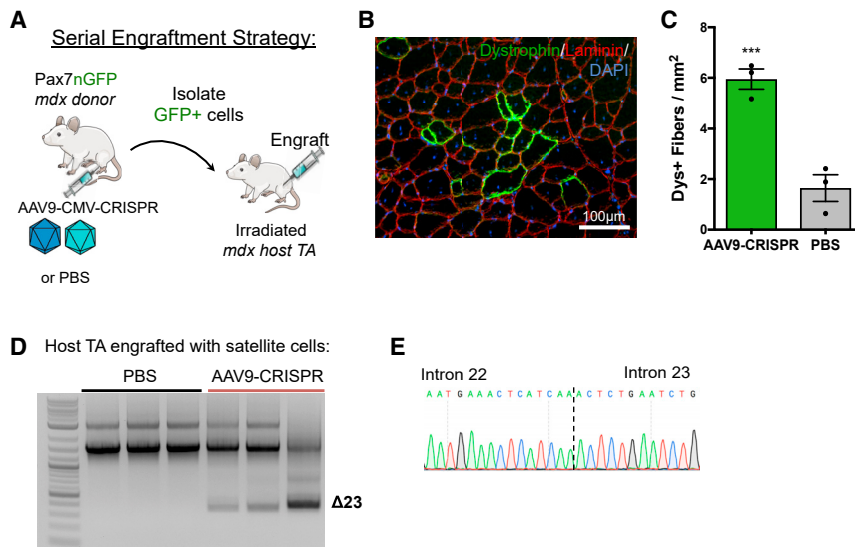 A
Serial Engraftment Strategy:
Pax7nGFP
mdx donor
Isolate
GFP+ cells
Engraft
AAV9-CMV-CRISPR
or PBS
Irradiated
mdx host TA
B
Dystrophin/Laminin/
DAPI
100μm
C
Dys+ Fibers / mm²
8
6
4
2
0
***
AAV9-CRISPR
PBS
D
Host TA engrafted with satellite cells:
PBS
AAV9-CRISPR
Δ23
E
Intron 22
Intron 23
A A T G A A A C T C A T C A A A C T C T G A A T C T G